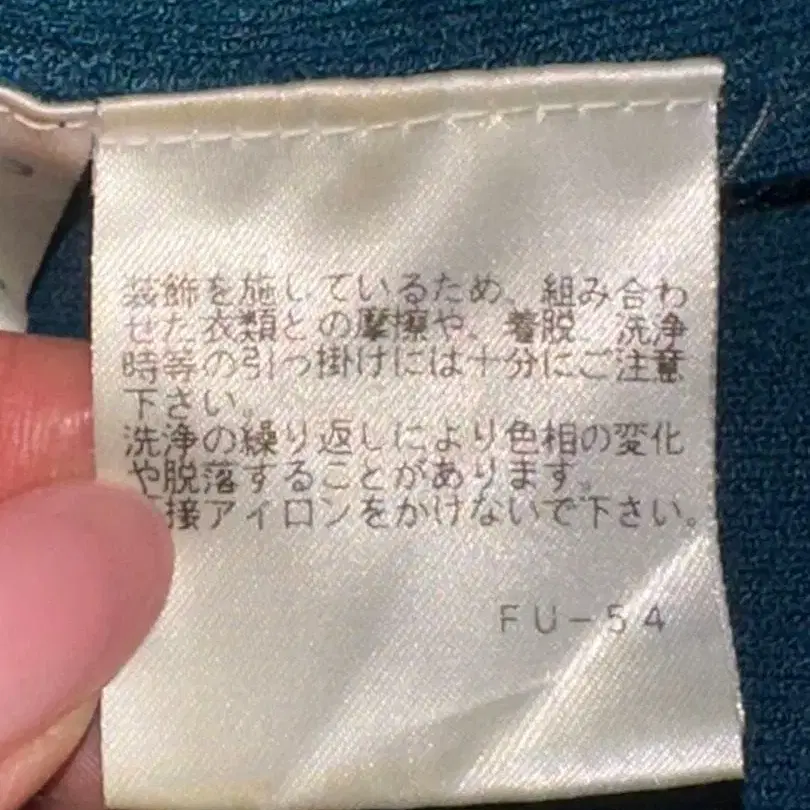 装飾を施しているため、組み合わ
せた衣類との摩擦や、着脱、洗浄
時等の引っ掛けには十分にご注意
下さい。
洗浄の繰り返しにより色相の変化
や脱落することがあります。
接アイロンをかけないで下さい。
FU-54